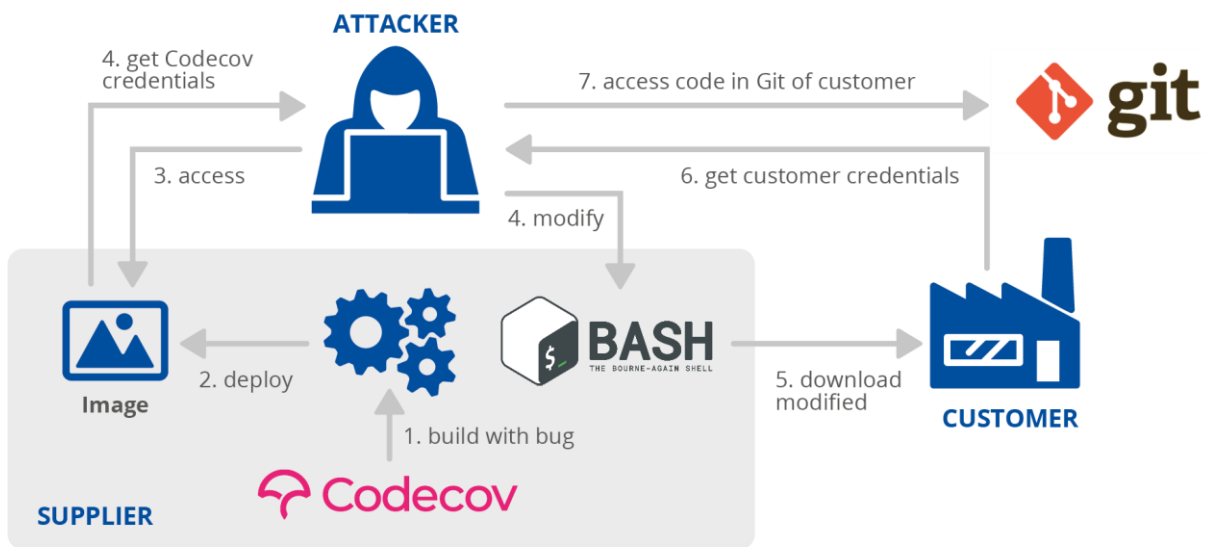 ATTACKER
4. get Codecov
credentials
7. access code in Git of customer
git
3. access
6. get customer credentials
4. modify
$_
BASH
THE BOURNE-AGAIN SHELL
2. deploy
Image
5. download
modified
CUSTOMER
1. build with bug
Codecov
SUPPLIER